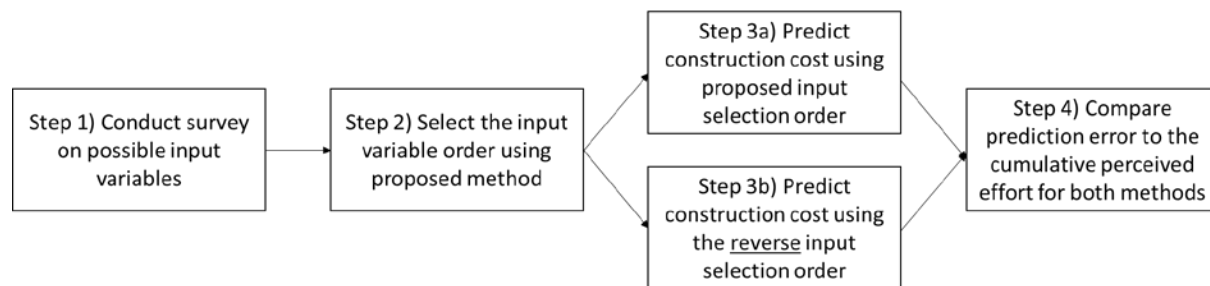 Step 1) Conduct survey
on possible input
variables
Step 2) Select the input
variable order using
proposed method
Step 3a) Predict
construction cost using
proposed input
selection order
Step 3b) Predict
construction cost using
the reverse input
selection order
Step 4) Compare
prediction error to the
cumulative perceived
effort for both methods